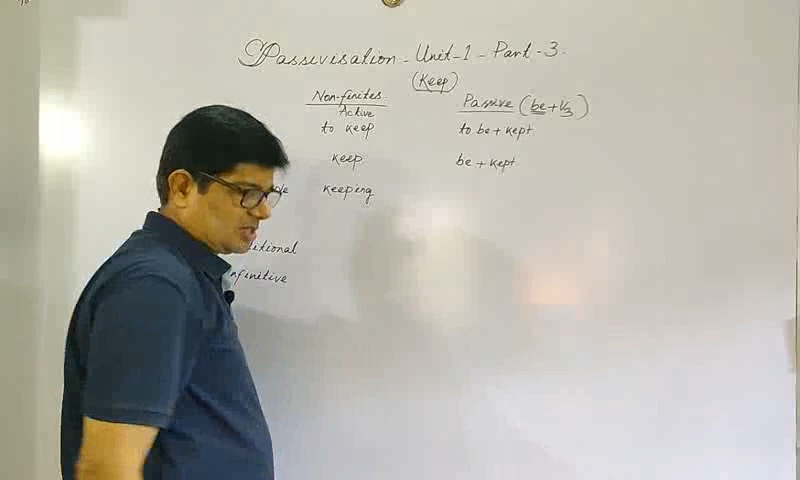 Passivisation - Unit-1 - Part-3.
(Keep)
Non-finites Passive (be+V3)
Active
to keep to be + kept
keep be + kept
keeping